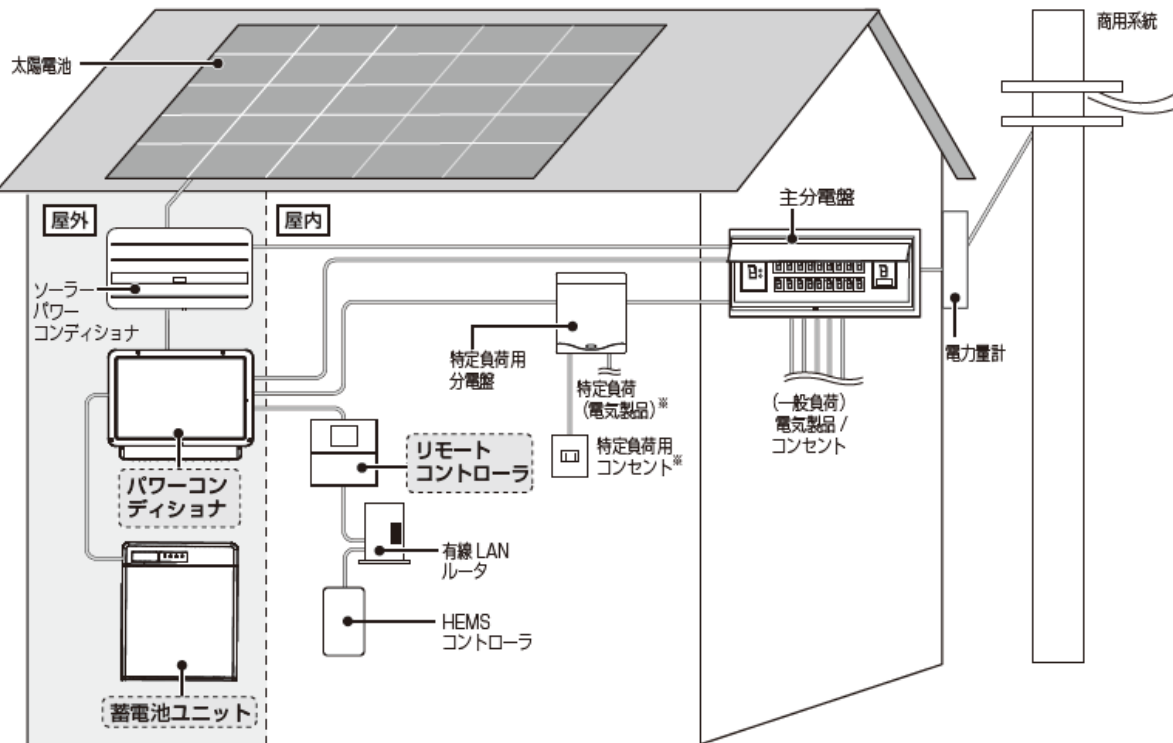 商用系統
太陽電池
主分電盤
屋外
屋内
ソーラー
パワー
コンディショナ
特定負荷用
分電盤
特定負荷
(電気製品)※
特定負荷用
コンセント※
(一般負荷)
電気製品/
コンセント
電力量計
リモート
コントローラ
パワーコン
ディショナ
有線LAN
ルータ
HEMS
コントローラ
蓄電池ユニット